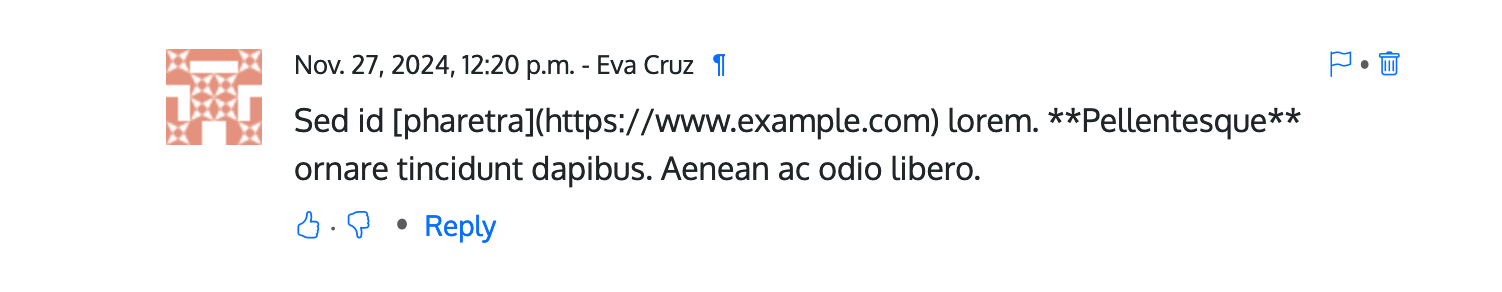 Nov. 27, 2024, 12:20 p.m. - Eva Cruz ¶
Sed id [pharetra](https://www.example.com) lorem. **Pellentesque**
ornare tincidunt dapibus. Aenean ac odio libero.
Reply